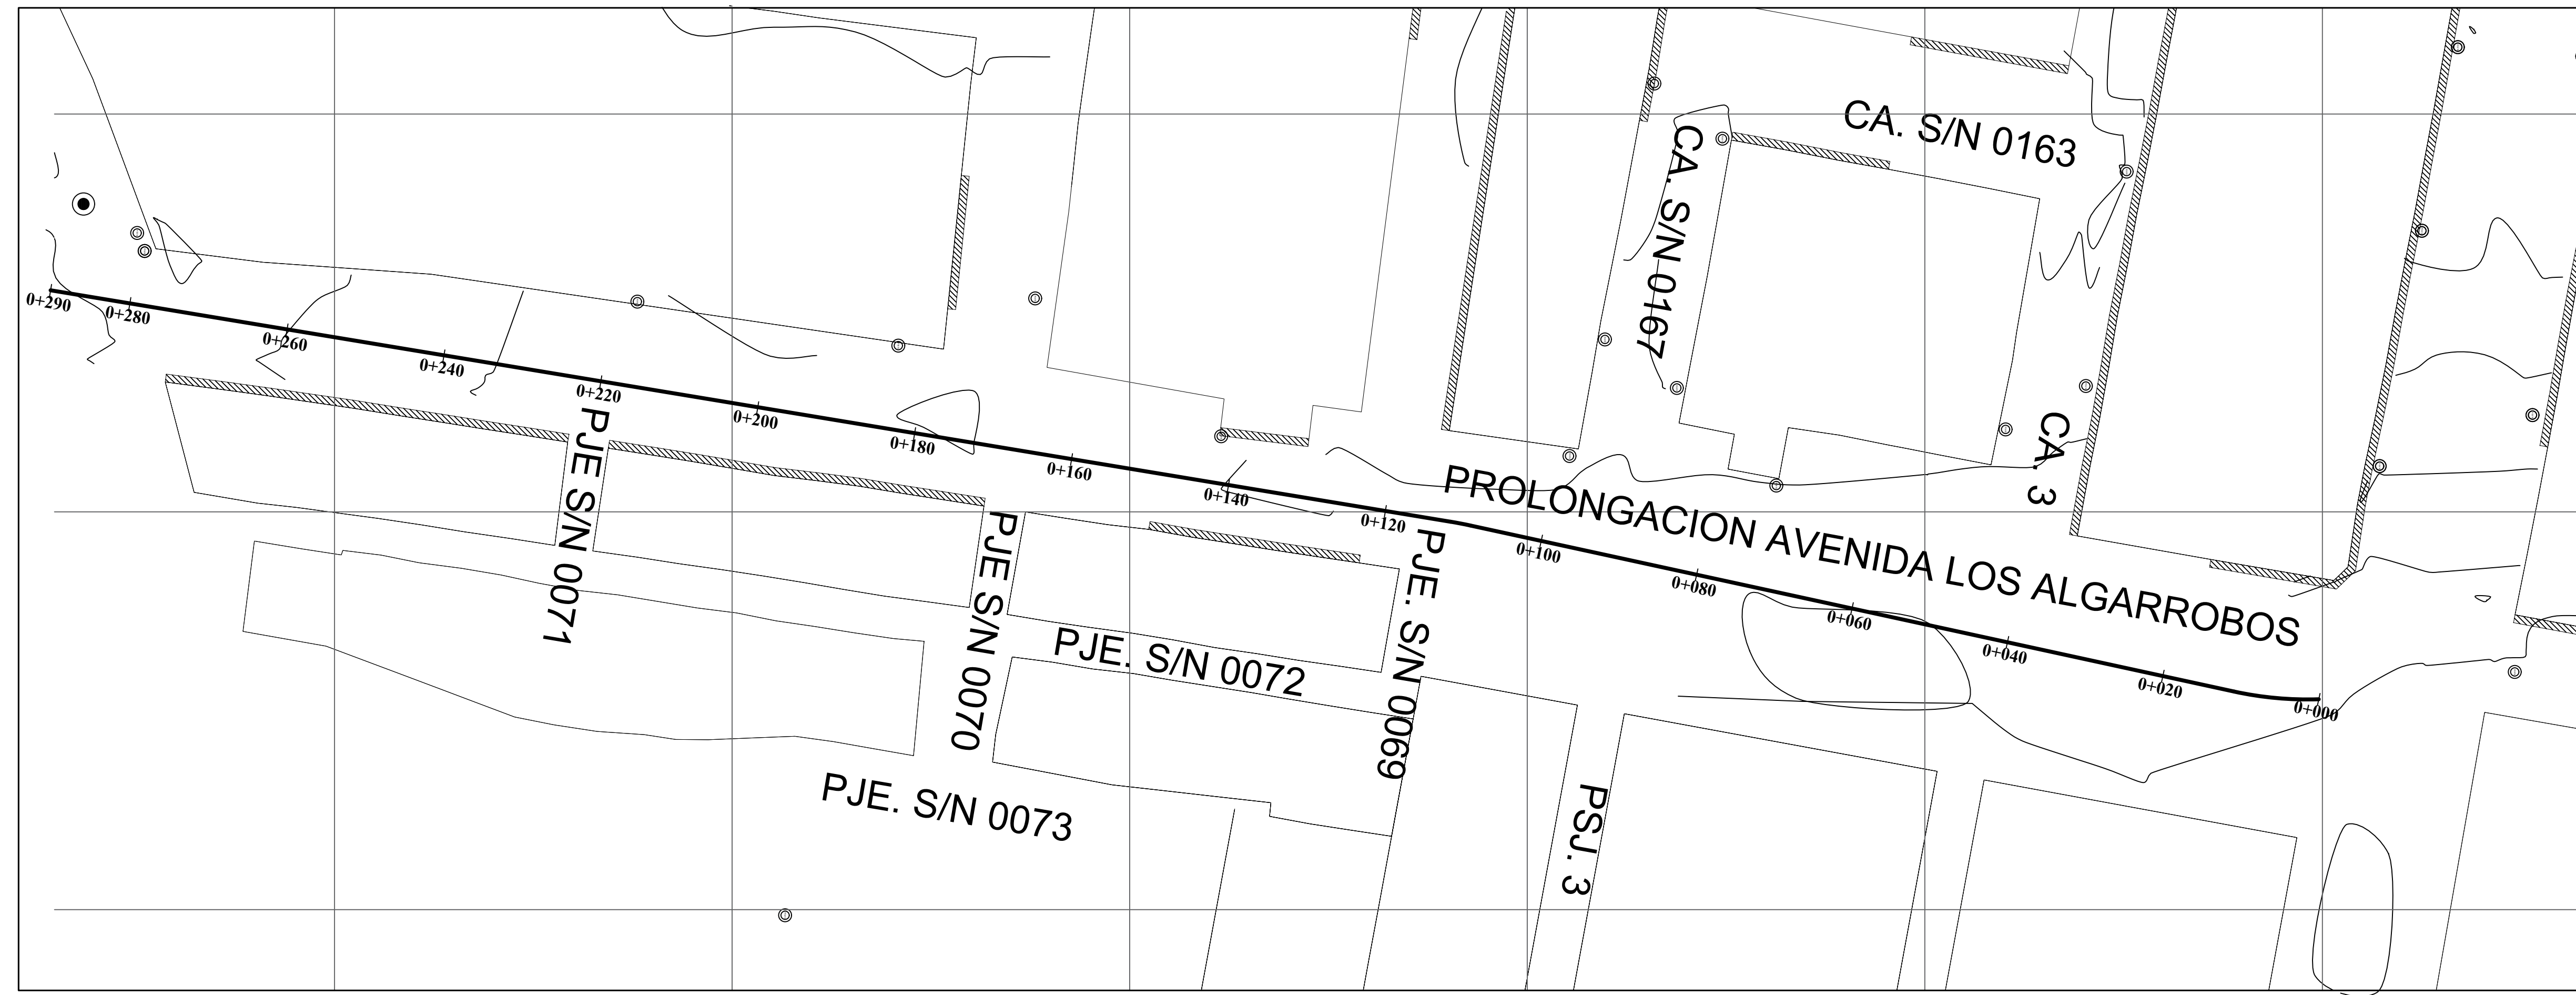 CA. S/N 0163
CA. S/N 0167
CA. 3
PROLONGACION AVENIDA LOS ALGARROBOS
0+290
0+280
0+260
0+240
0+220
0+200
0+180
0+160
0+140
0+120
0+100
0+080
0+060
0+040
0+020
0+000
PJE S/N 0071
PJE S/N 0070
PJE. S/N 0072
PJE. S/N 0069
PJE. S/N 0073
PSJ. 3